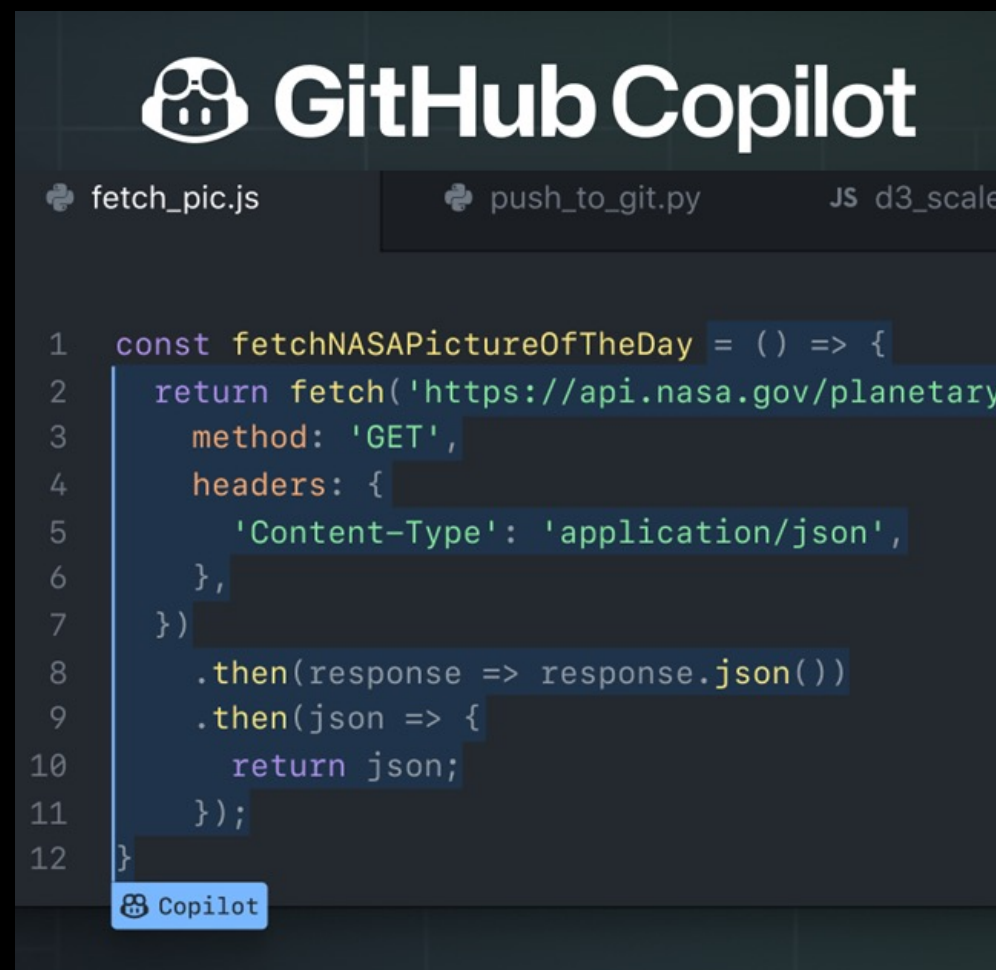 GitHub Copilot
fetch_pic.js push_to_git.py JS d3_scale
1 const fetchNASAPictureOfTheDay = () => {
2 return fetch('https://api.nasa.gov/planetary
3 method: 'GET',
4 headers: {
5 'Content-Type': 'application/json',
6 },
7 })
8 .then(response => response.json())
9 .then(json => {
10 return json;
11 });
12 }
Copilot